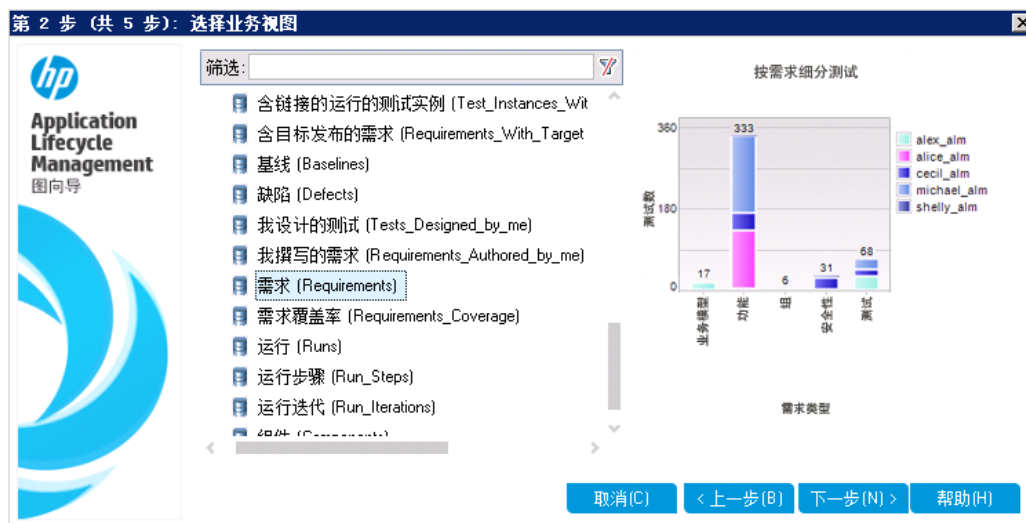 第 2 步 (共 5 步): 选择业务视图
hp
Application
Lifecycle
Management
图向导
筛选:
含链接的运行的测试实例 (Test_Instances_Wit
含目标发布的需求 (Requirements_With_Target
基线 (Baselines)
缺陷 (Defects)
我设计的测试 (Tests_Designed_by_me)
我撰写的需求 (Requirements_Authored_by_me)
需求 (Requirements)
需求覆盖率 (Requirements_Coverage)
运行 (Runs)
运行步骤 (Run_Steps)
运行迭代 (Run_Iterations)
组件 (Components)
按需求细分测试
360
180
0
测试数
17
333
6
31
68
业务模型
功能
组
安全性
测试
需求类型
alex_alm
alice_alm
cecil_alm
michael_alm
shelly_alm
取消(C)
< 上一步(B)
下一步(N) >
帮助(H)